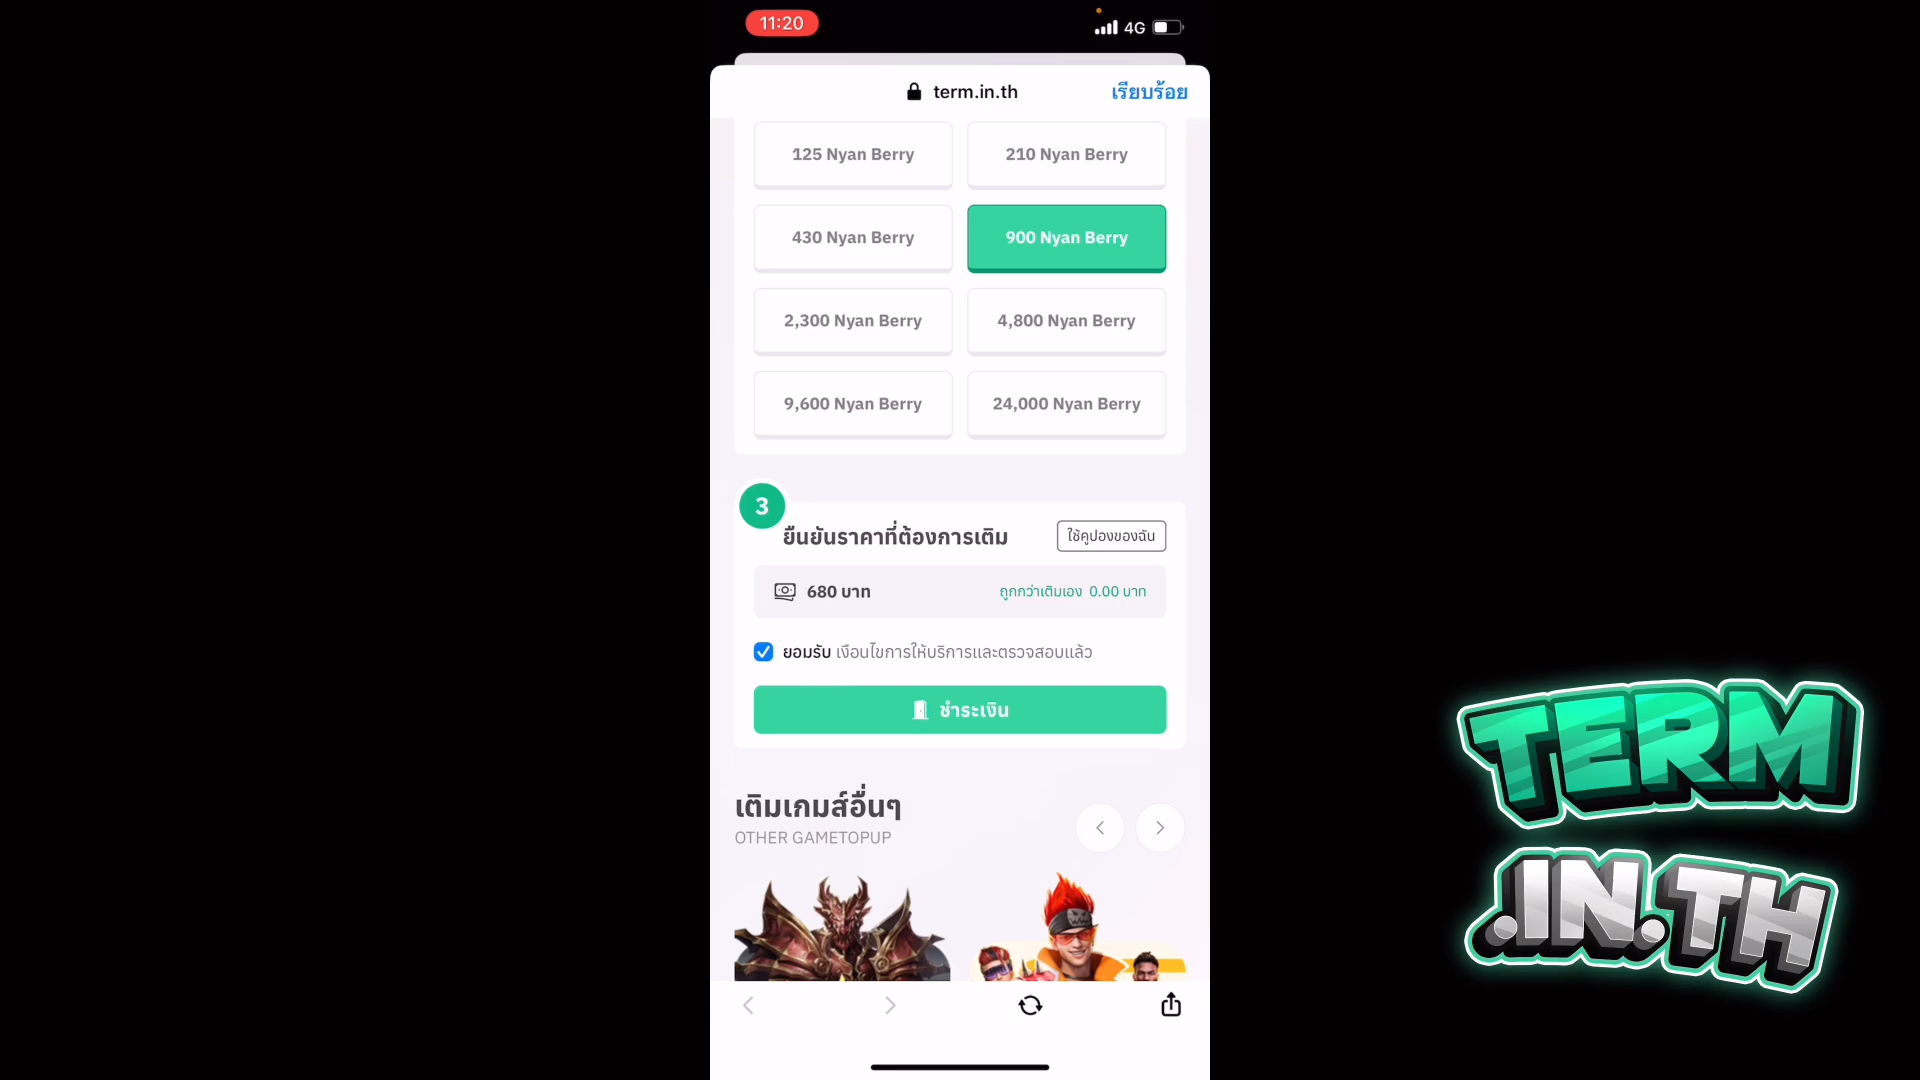 11:20
4G
term.in.th
เรียบร้อย
125 Nyan Berry
210 Nyan Berry
430 Nyan Berry
900 Nyan Berry
2,300 Nyan Berry
4,800 Nyan Berry
9,600 Nyan Berry
24,000 Nyan Berry
3
ยืนยันราคาที่ต้องการเติม
ใช้คูปองของฉัน
680 บาท
ถูกกว่าเติมเอง 0.00 บาท
ยอมรับ เงื่อนไขการให้บริการและตรวจสอบแล้ว
ชำระเงิน
เติมเกมส์อื่นๆ
OTHER GAMETOPUP
TERM
.IN.TH